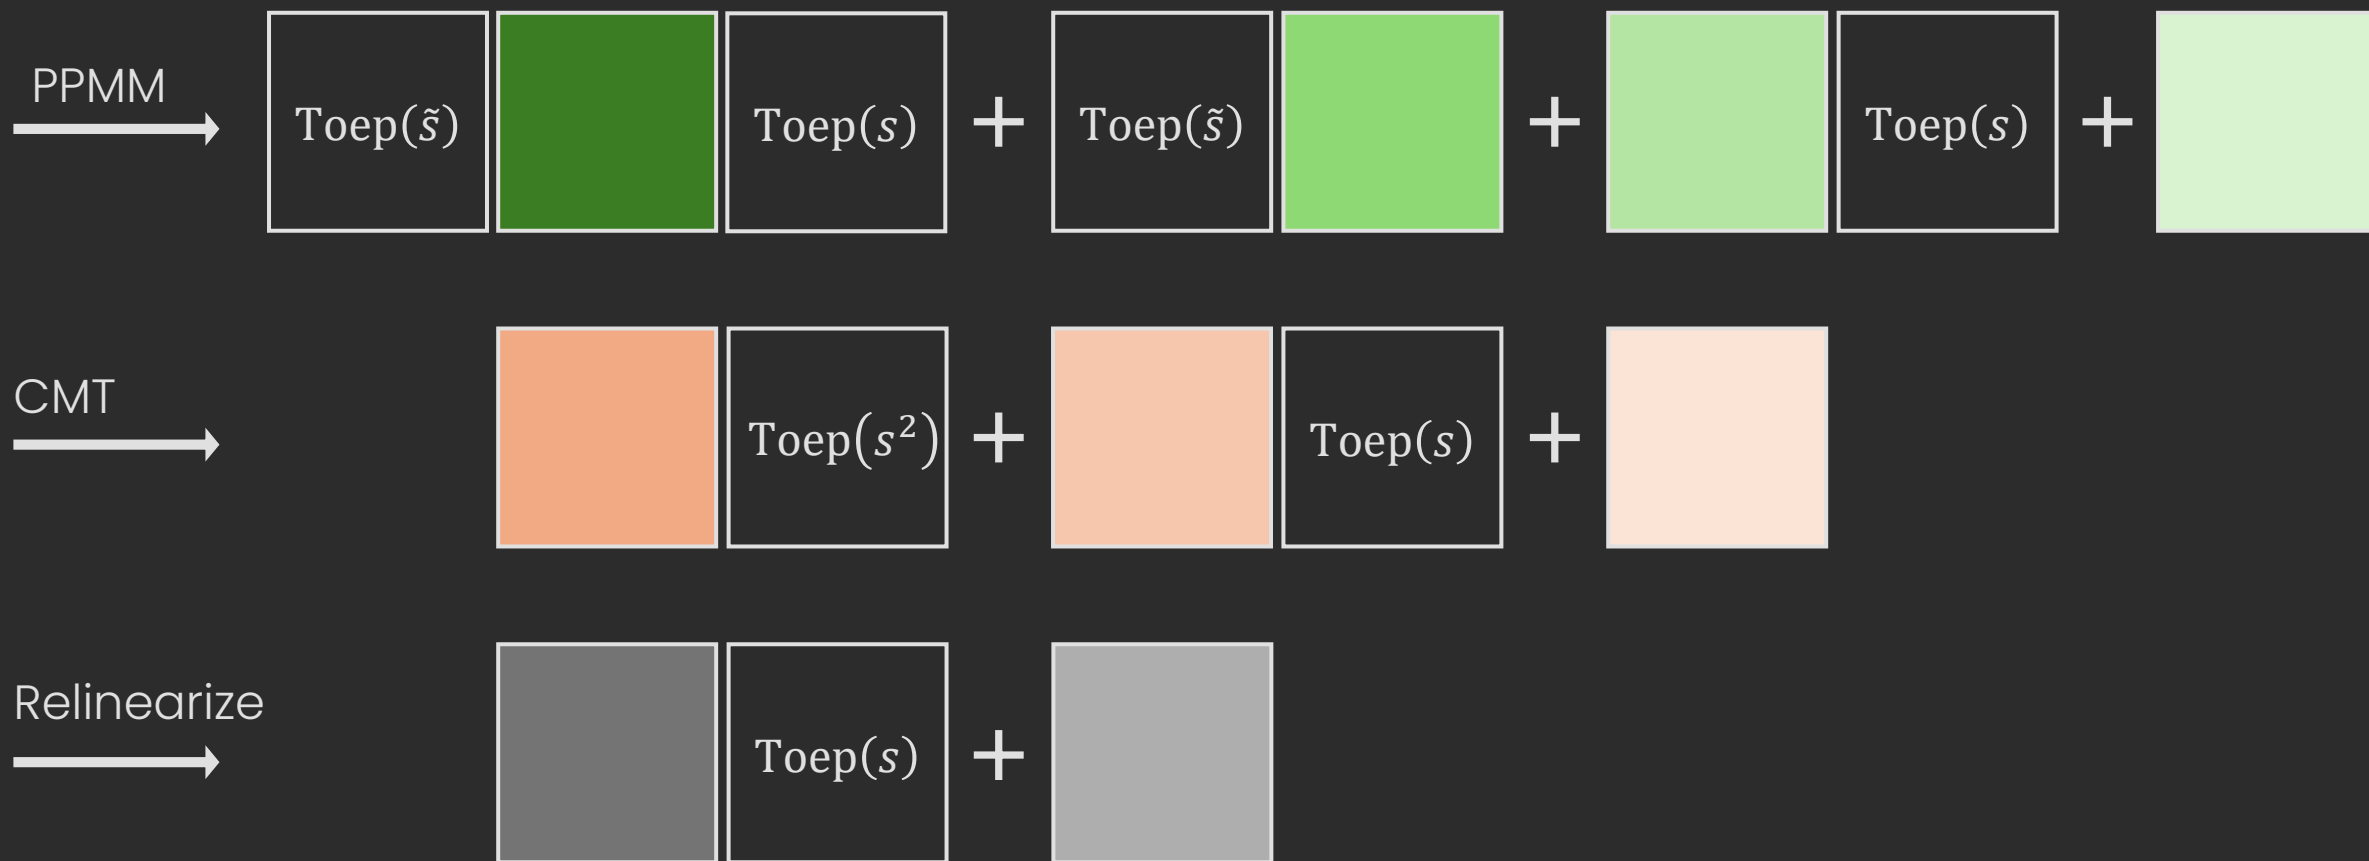 PPMM
Toep(s̃) Toep(s) + Toep(s̃) + Toep(s) +
CMT
Toep(s²) + Toep(s) +
Relinearize
Toep(s) +